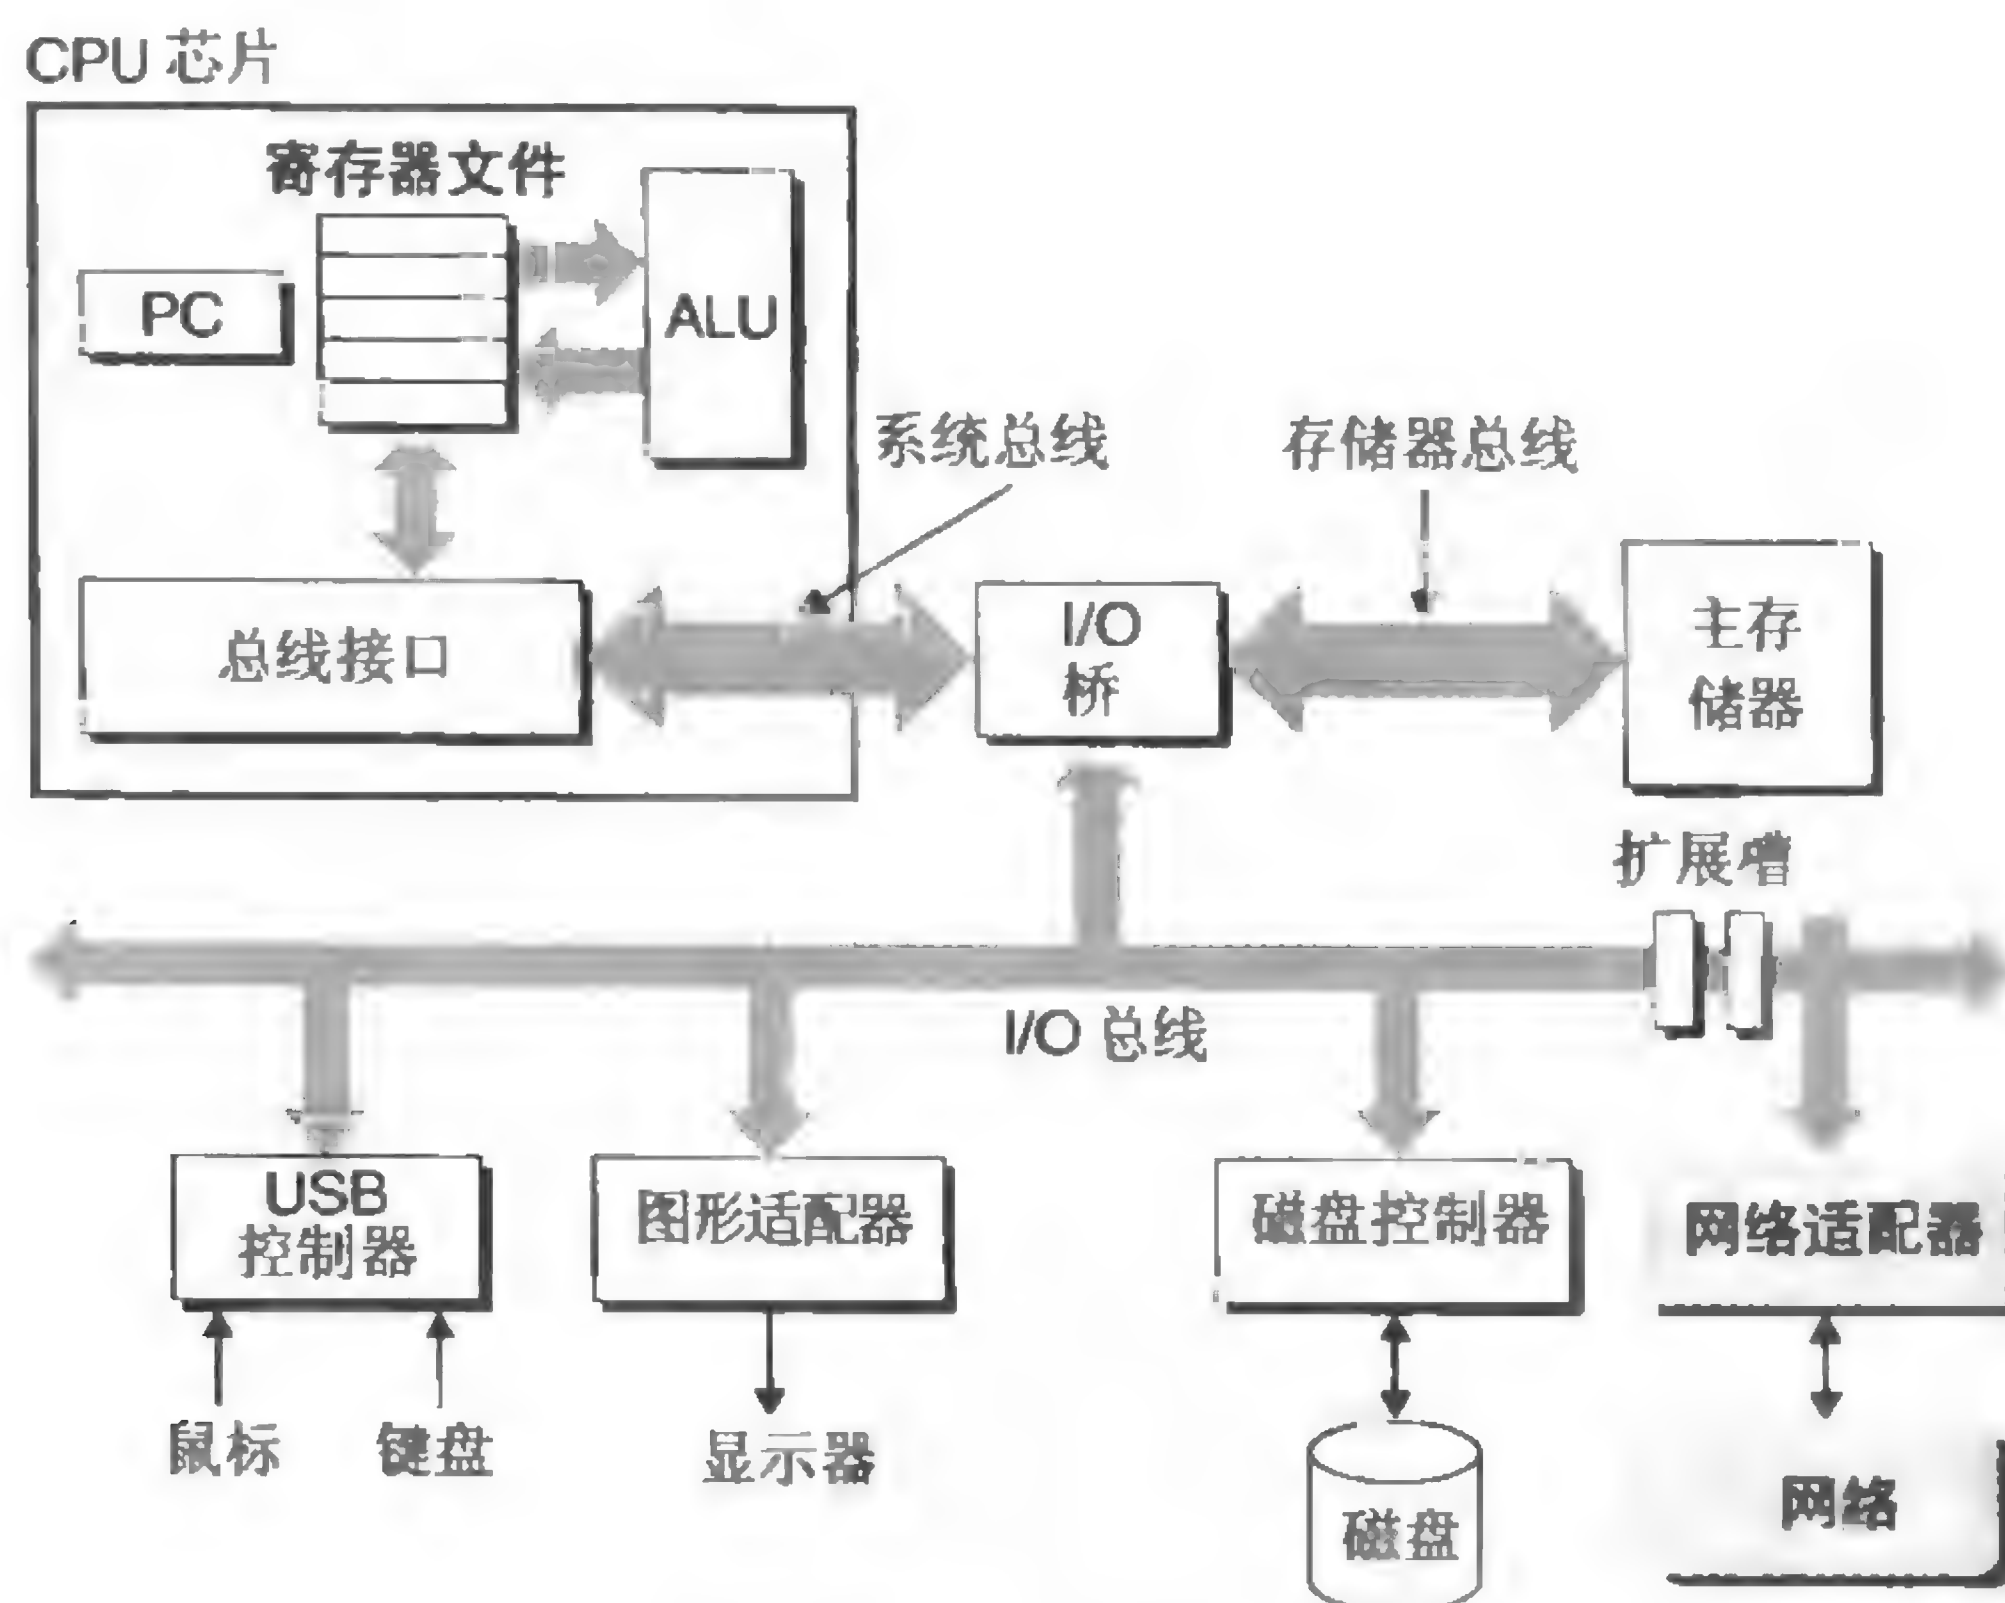 CPU 芯片
寄存器文件
PC
ALU
系统总线
存储器总线
总线接口
I/O
桥
主存
储器
扩展槽
I/O 总线
USB
控制器
图形适配器
磁盘控制器
网络适配器
鼠标
键盘
显示器
磁盘
网络